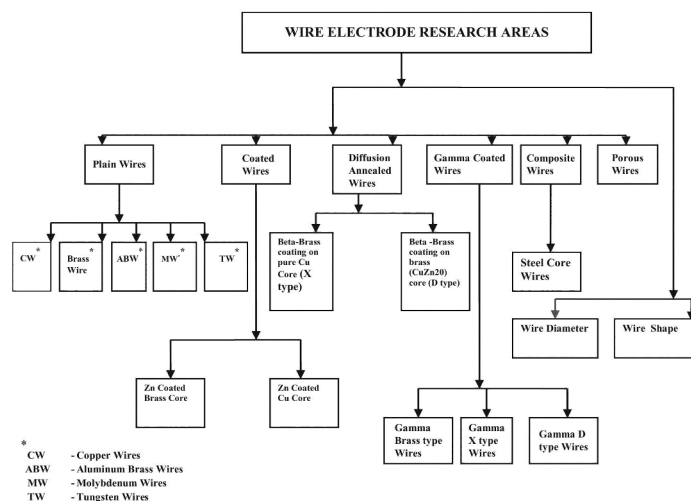 WIRE ELECTRODE RESEARCH AREAS
Plain Wires
Coated
Wires
Diffusion
Annealed
Wires
Gamma Coated
Wires
Composite
Wires
Porous
Wires
CW*
Brass*
Wire
ABW*
MW*
TW*
Beta-Brass
coating on
pure Cu
Core (X
type)
Beta -Brass
coating on
brass
(CuZn20)
core (D type)
Steel Core
Wires
Wire Diameter
Wire Shape
Zn Coated
Brass Core
Zn Coated
Cu Core
Gamma
Brass type
Wires
Gamma
X type
Wires
Gamma D
type Wires
*
CW - Copper Wires
ABW - Aluminum Brass Wires
MW - Molybdenum Wires
TW - Tungsten Wires